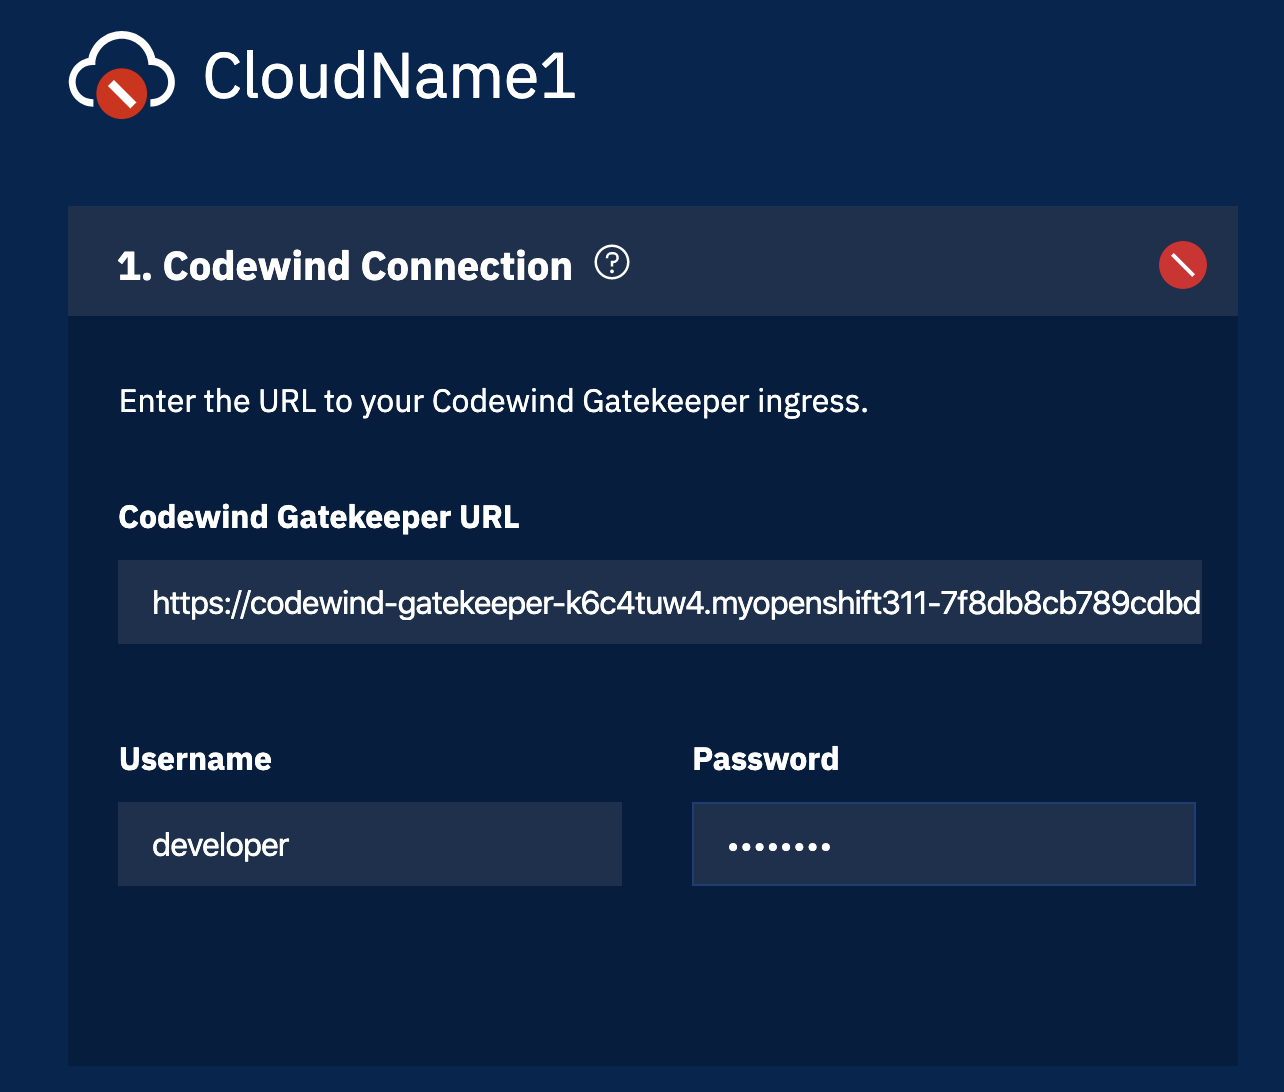 CloudName1
1. Codewind Connection ?
Enter the URL to your Codewind Gatekeeper ingress.
Codewind Gatekeeper URL
https://codewind-gatekeeper-k6c4tuw4.myopenshift311-7f8db8cb789cdbd
Username
Password
developer
••••••••